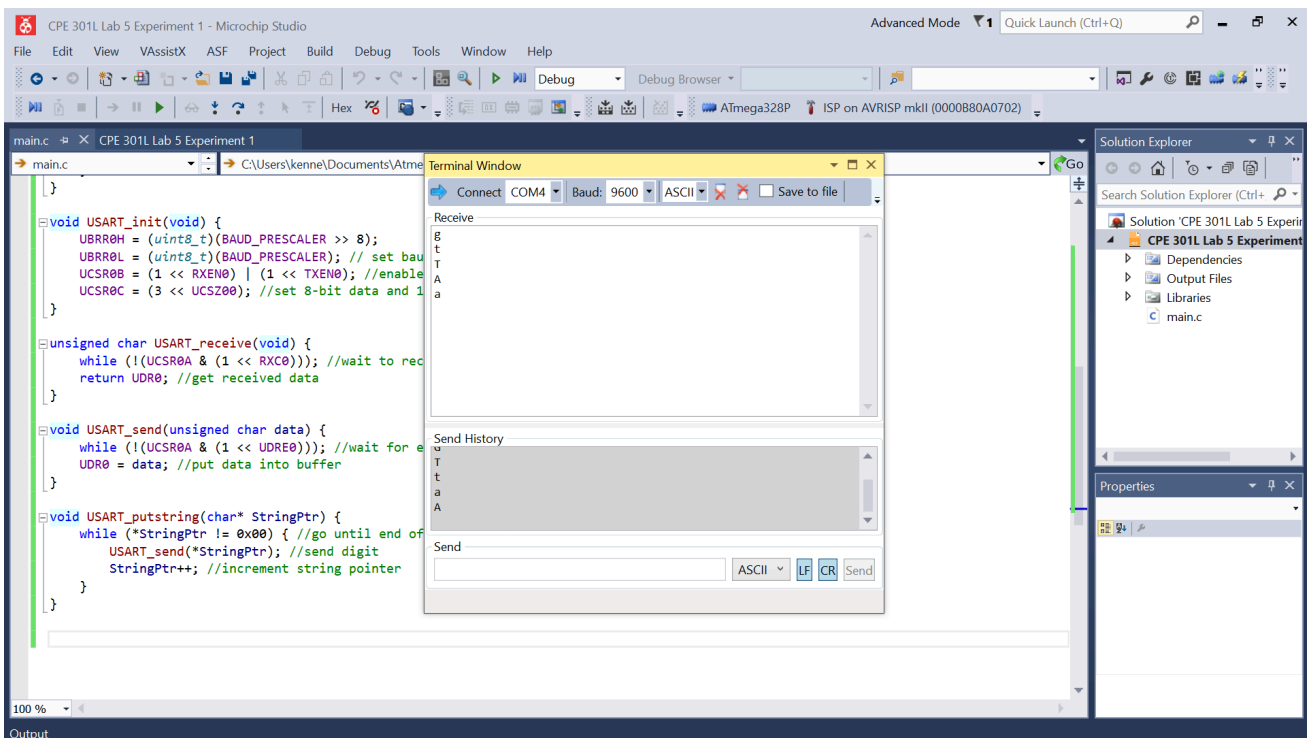 CPE 301L Lab 5 Experiment 1 - Microchip Studio
Advanced Mode
1
Quick Launch (Ctrl+Q)
File Edit View VAssistX ASF Project Build Debug Tools Window Help
Debug
Debug Browser
Hex
ATmega328P
ISP on AVRISP mkII (0000B80A0702)
main.c
CPE 301L Lab 5 Experiment 1
main.c
C:\Users\kenne\Documents\Atme
Go
}
void USART_init(void) {
UBRR0H = (uint8_t)(BAUD_PRESCALER >> 8);
UBRR0L = (uint8_t)(BAUD_PRESCALER); // set bau
UCSR0B = (1 << RXEN0) | (1 << TXEN0); //enable
UCSR0C = (3 << UCSZ00); //set 8-bit data and 1
}
unsigned char USART_receive(void) {
while (!(UCSR0A & (1 << RXC0))); //wait to rec
return UDR0; //get received data
}
void USART_send(unsigned char data) {
while (!(UCSR0A & (1 << UDRE0))); //wait for e
UDR0 = data; //put data into buffer
}
void USART_putstring(char* StringPtr) {
while (*StringPtr != 0x00) { //go until end of
USART_send(*StringPtr); //send digit
StringPtr++; //increment string pointer
}
}
100 %
Output
Terminal Window
Connect COM4 Baud: 9600 ASCII Save to file
Receive
g
t
T
A
a
Send History
G
T
t
a
A
Send
ASCII LF CR Send
Solution Explorer
Search Solution Explorer (Ctrl+
Solution 'CPE 301L Lab 5 Experin
CPE 301L Lab 5 Experiment
Dependencies
Output Files
Libraries
main.c
Properties